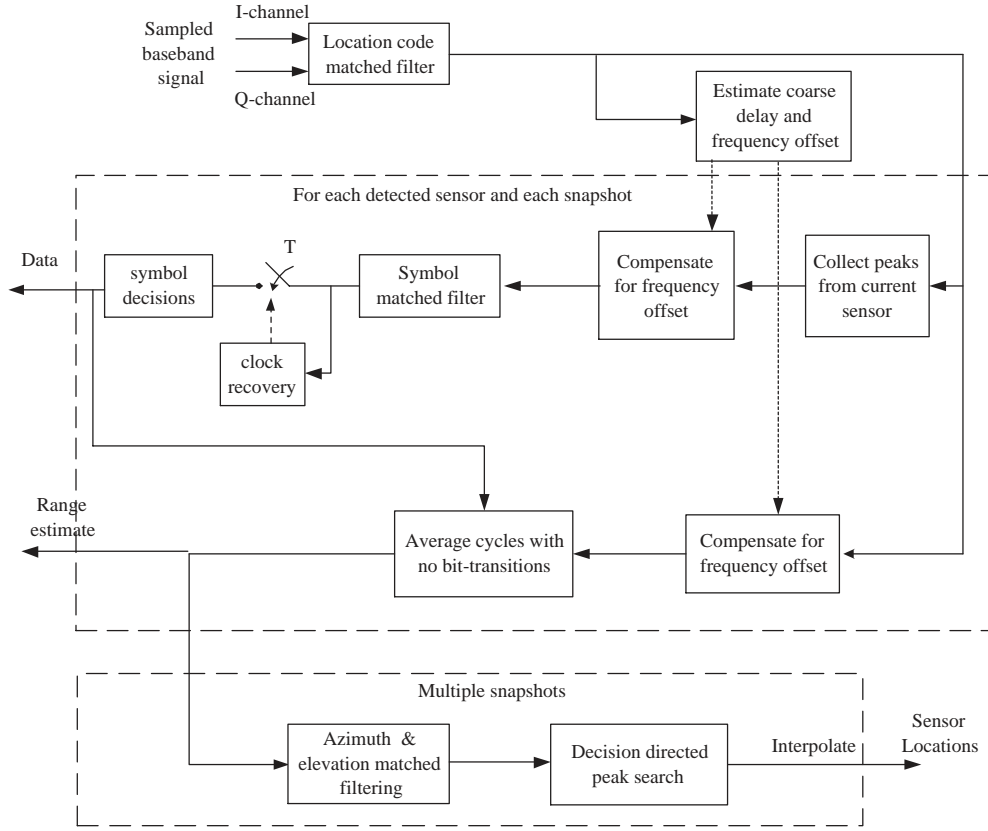 I-channel
Sampled
baseband
signal
Q-channel
Location code
matched filter
Estimate coarse
delay and
frequency offset
For each detected sensor and each snapshot
Data
symbol
decisions
T
Symbol
matched filter
Compensate
for frequency
offset
Collect peaks
from current
sensor
clock
recovery
Range
estimate
Average cycles with
no bit-transitions
Compensate for
frequency offset
Multiple snapshots
Azimuth &
elevation matched
filtering
Decision directed
peak search
Interpolate
Sensor
Locations